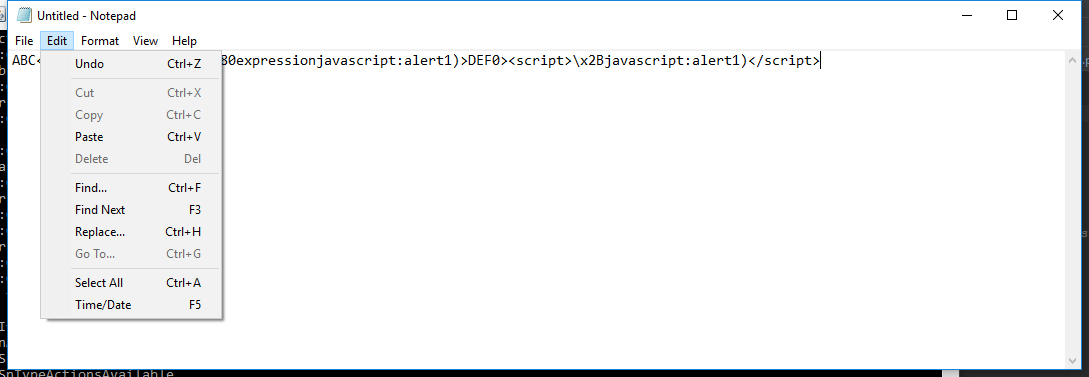 Untitled - Notepad
File Edit Format View Help
ABC< 80expressionjavascript:alert1)>DEF0><script>\x2Bjavascript:alert1)</script>
Undo Ctrl+Z
Cut Ctrl+X
Copy Ctrl+C
Paste Ctrl+V
Delete Del
Find... Ctrl+F
Find Next F3
Replace... Ctrl+H
Go To... Ctrl+G
Select All Ctrl+A
Time/Date F5
SnTypeActionsAvailable